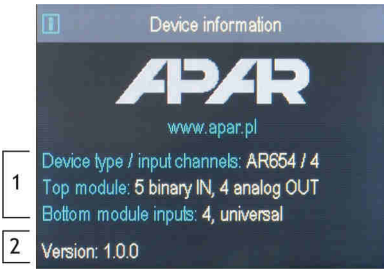 Device information
APAR
www.apar.pl
1
Device type / input channels: AR654 / 4
Top module: 5 binary IN, 4 analog OUT
Bottom module inputs: 4, universal
2
Version: 1.0.0